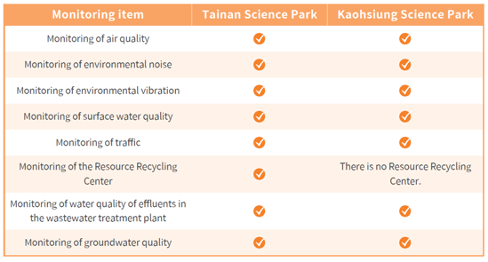 Monitoring item Tainan Science Park Kaohsiung Science Park
Monitoring of air quality
Monitoring of environmental noise
Monitoring of environmental vibration
Monitoring of surface water quality
Monitoring of traffic
Monitoring of the Resource Recycling
Center
There is no Resource Recycling
Center.
Monitoring of water quality of effluents in
the wastewater treatment plant
Monitoring of groundwater quality